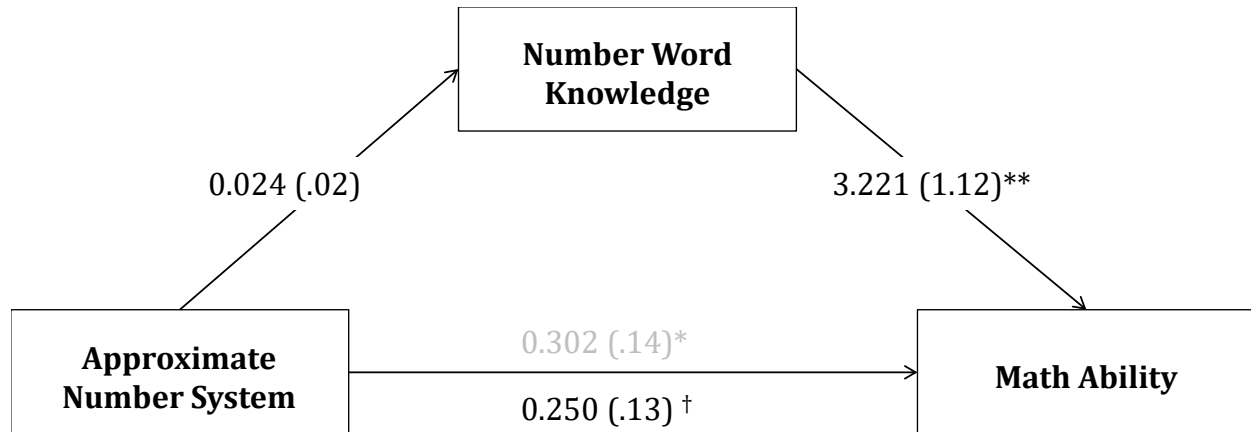 Number Word
Knowledge
0.024 (.02)
3.221 (1.12)**
Approximate
Number System
0.302 (.14)*
0.250 (.13) †
Math Ability